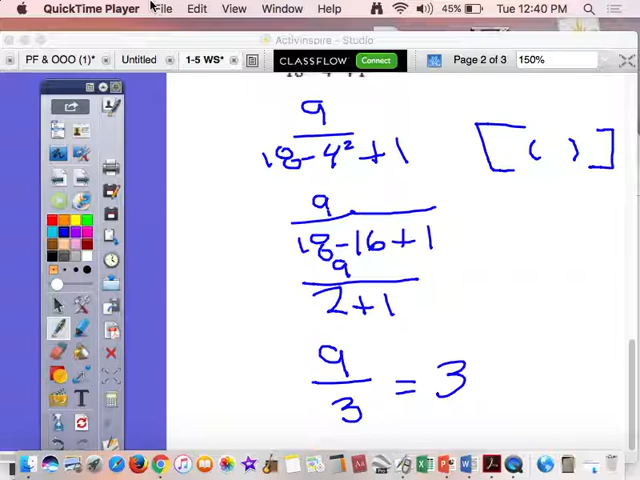 QuickTime Player File Edit View Window 45% Tue 12:40 PM
ActivInspire - Studio
PF & OOO (1)* Untitled 1-5 WS* CLASSFLOW Connect Page 2 of 3 150%
9
18-4²+1
[ ( ) ]
9
18-16+1
9
2+1
9
3
= 3